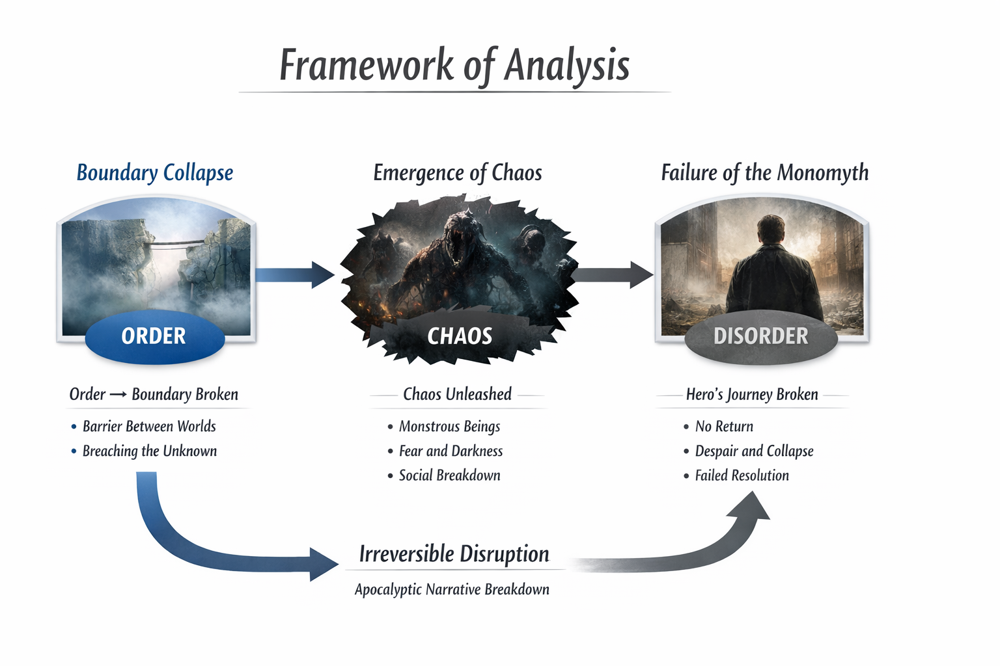 Framework of Analysis
Boundary Collapse
ORDER
Order → Boundary Broken
• Barrier Between Worlds
• Breaching the Unknown
Emergence of Chaos
CHAOS
Chaos Unleashed
• Monstrous Beings
• Fear and Darkness
• Social Breakdown
Failure of the Monomyth
DISORDER
Hero’s Journey Broken
• No Return
• Despair and Collapse
• Failed Resolution
Irreversible Disruption
Apocalyptic Narrative Breakdown